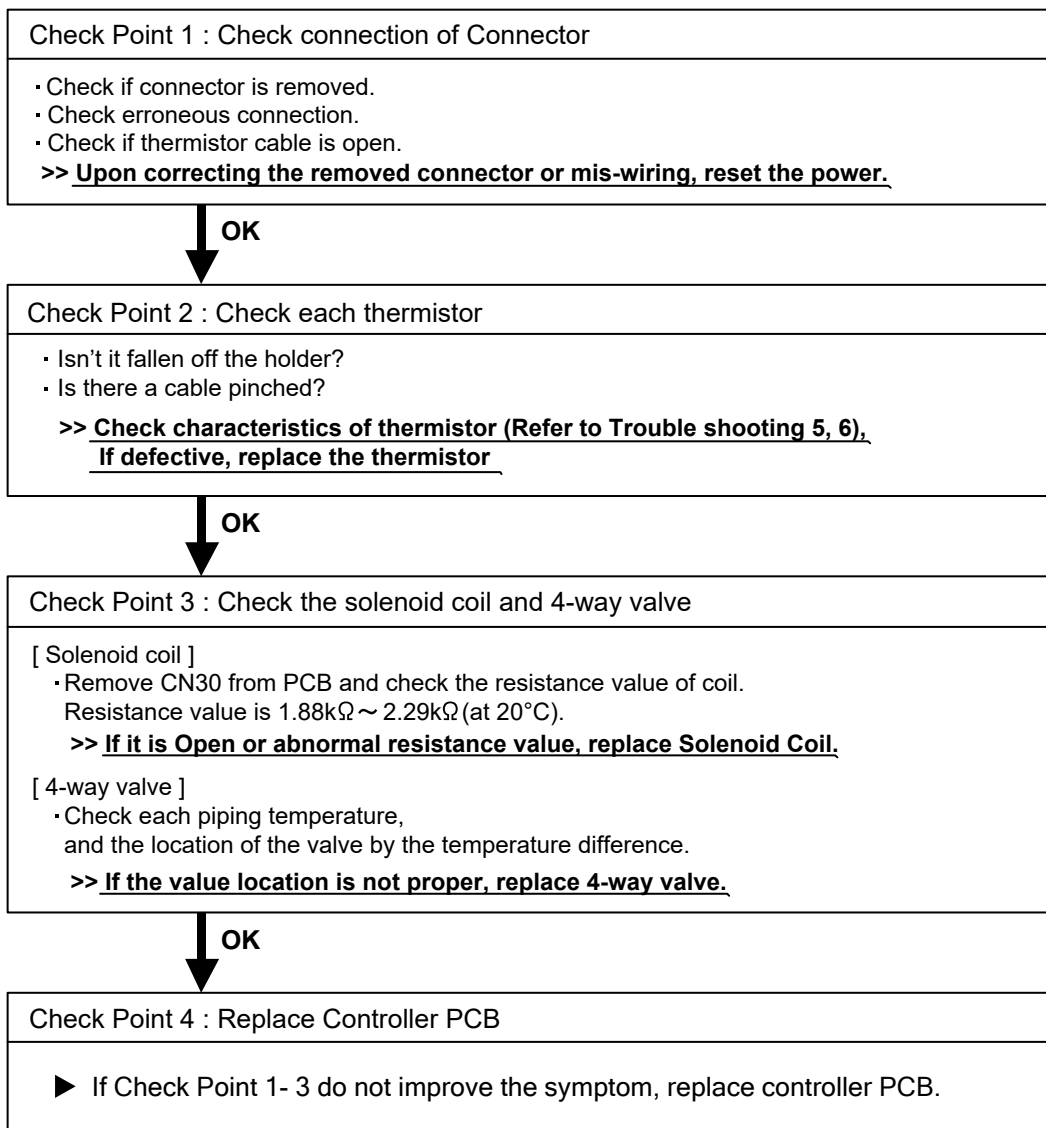 Check Point 1 : Check connection of Connector
· Check if connector is removed.
· Check erroneous connection.
· Check if thermistor cable is open.
>> Upon correcting the removed connector or mis-wiring, reset the power.
OK
Check Point 2 : Check each thermistor
· Isn't it fallen off the holder?
· Is there a cable pinched?
>> Check characteristics of thermistor (Refer to Trouble shooting 5, 6),
If defective, replace the thermistor
OK
Check Point 3 : Check the solenoid coil and 4-way valve
[ Solenoid coil ]
· Remove CN30 from PCB and check the resistance value of coil.
Resistance value is 1.88kΩ～2.29kΩ (at 20°C).
>> If it is Open or abnormal resistance value, replace Solenoid Coil.
[ 4-way valve ]
· Check each piping temperature,
and the location of the valve by the temperature difference.
>> If the value location is not proper, replace 4-way valve.
OK
Check Point 4 : Replace Controller PCB
▶ If Check Point 1- 3 do not improve the symptom, replace controller PCB.